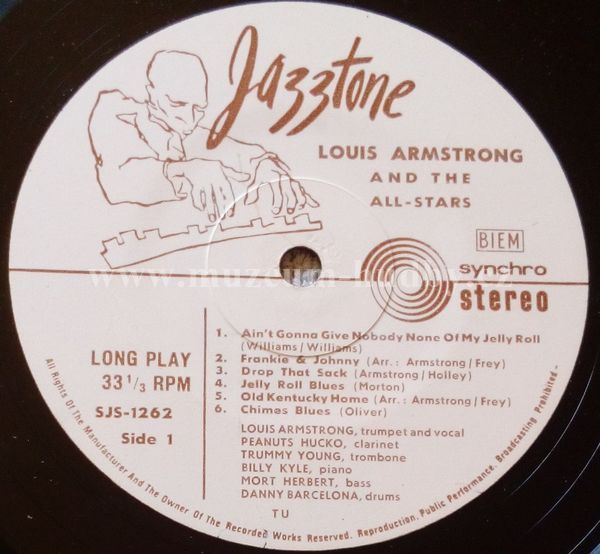 Jazztone
LOUIS ARMSTRONG
AND THE
ALL-STARS
BIEM
synchro
stereo
LONG PLAY
33 1/3 RPM
SJS-1262
Side 1
1. Ain't Gonna Give Nobody None Of My Jelly Roll
(Williams/Williams)
2. Frankie & Johnny (Arr.: Armstrong/Frey)
3. Drop That Sack (Armstrong/Holley)
4. Jelly Roll Blues (Morton)
5. Old Kentucky Home (Arr.: Armstrong/Frey)
6. Chimas Blues (Oliver)
LOUIS ARMSTRONG, trumpet and vocal
PEANUTS HUCKO, clarinet
TRUMMY YOUNG, trombone
BILLY KYLE, piano
MORT HERBERT, bass
DANNY BARCELONA, drums
TU
All Rights Of The Manufacturer And The Owner Of The Recorded Works Reserved. Reproduction, Public Performance, Broadcasting Prohibited -